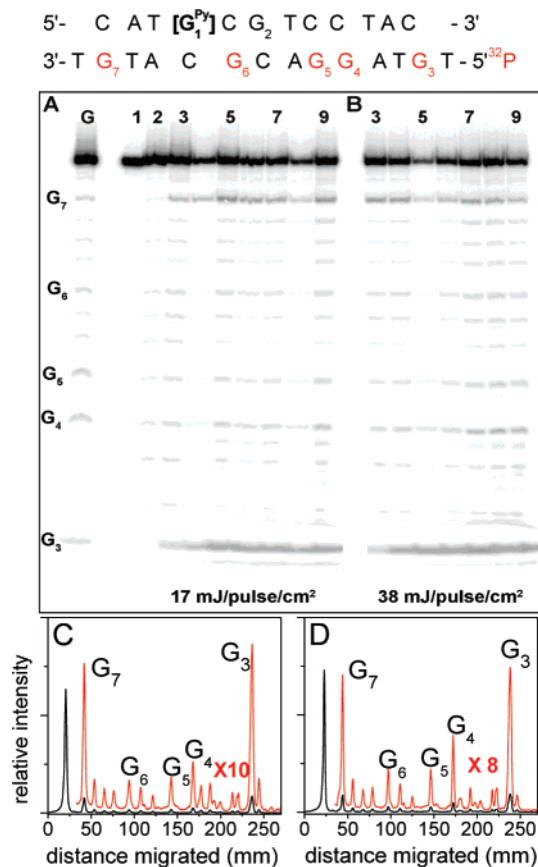 5'- C A T [G₁ᴾʸ] C G₂ T C C T A C - 3'
3'- T G₇ T A C G₆ C A G₅ G₄ A T G₃ T - 5' ³²P
A B
G 1 2 3 5 7 9 3 5 7 9
G₇
G₆
G₅
G₄
G₃
17 mJ/pulse/cm² 38 mJ/pulse/cm²
C D
relative intensity
G₇ G₆ G₅ G₄ X10 G₃
G₇ G₆ G₅ G₄ X 8 G₃
0 50 100 150 200 250 0 50 100 150 200 250
distance migrated (mm) distance migrated (mm)